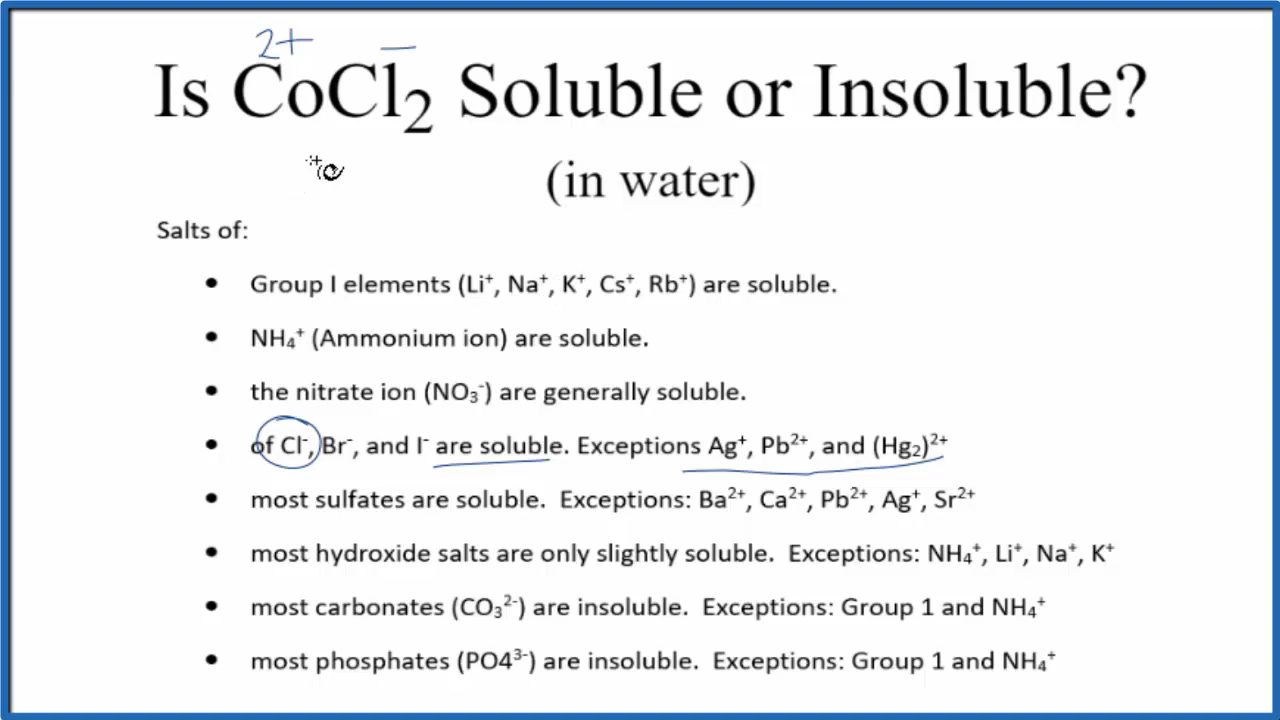 2+ −
Is CoCl₂ Soluble or Insoluble?
(in water)
Salts of:
• Group I elements (Li⁺, Na⁺, K⁺, Cs⁺, Rb⁺) are soluble.
• NH₄⁺ (Ammonium ion) are soluble.
• the nitrate ion (NO₃⁻) are generally soluble.
• of Cl⁻, Br⁻, and I⁻ are soluble. Exceptions Ag⁺, Pb²⁺, and (Hg₂)²⁺
• most sulfates are soluble. Exceptions: Ba²⁺, Ca²⁺, Pb²⁺, Ag⁺, Sr²⁺
• most hydroxide salts are only slightly soluble. Exceptions: NH₄⁺, Li⁺, Na⁺, K⁺
• most carbonates (CO₃²⁻) are insoluble. Exceptions: Group 1 and NH₄⁺
• most phosphates (PO4³⁻) are insoluble. Exceptions: Group 1 and NH₄⁺